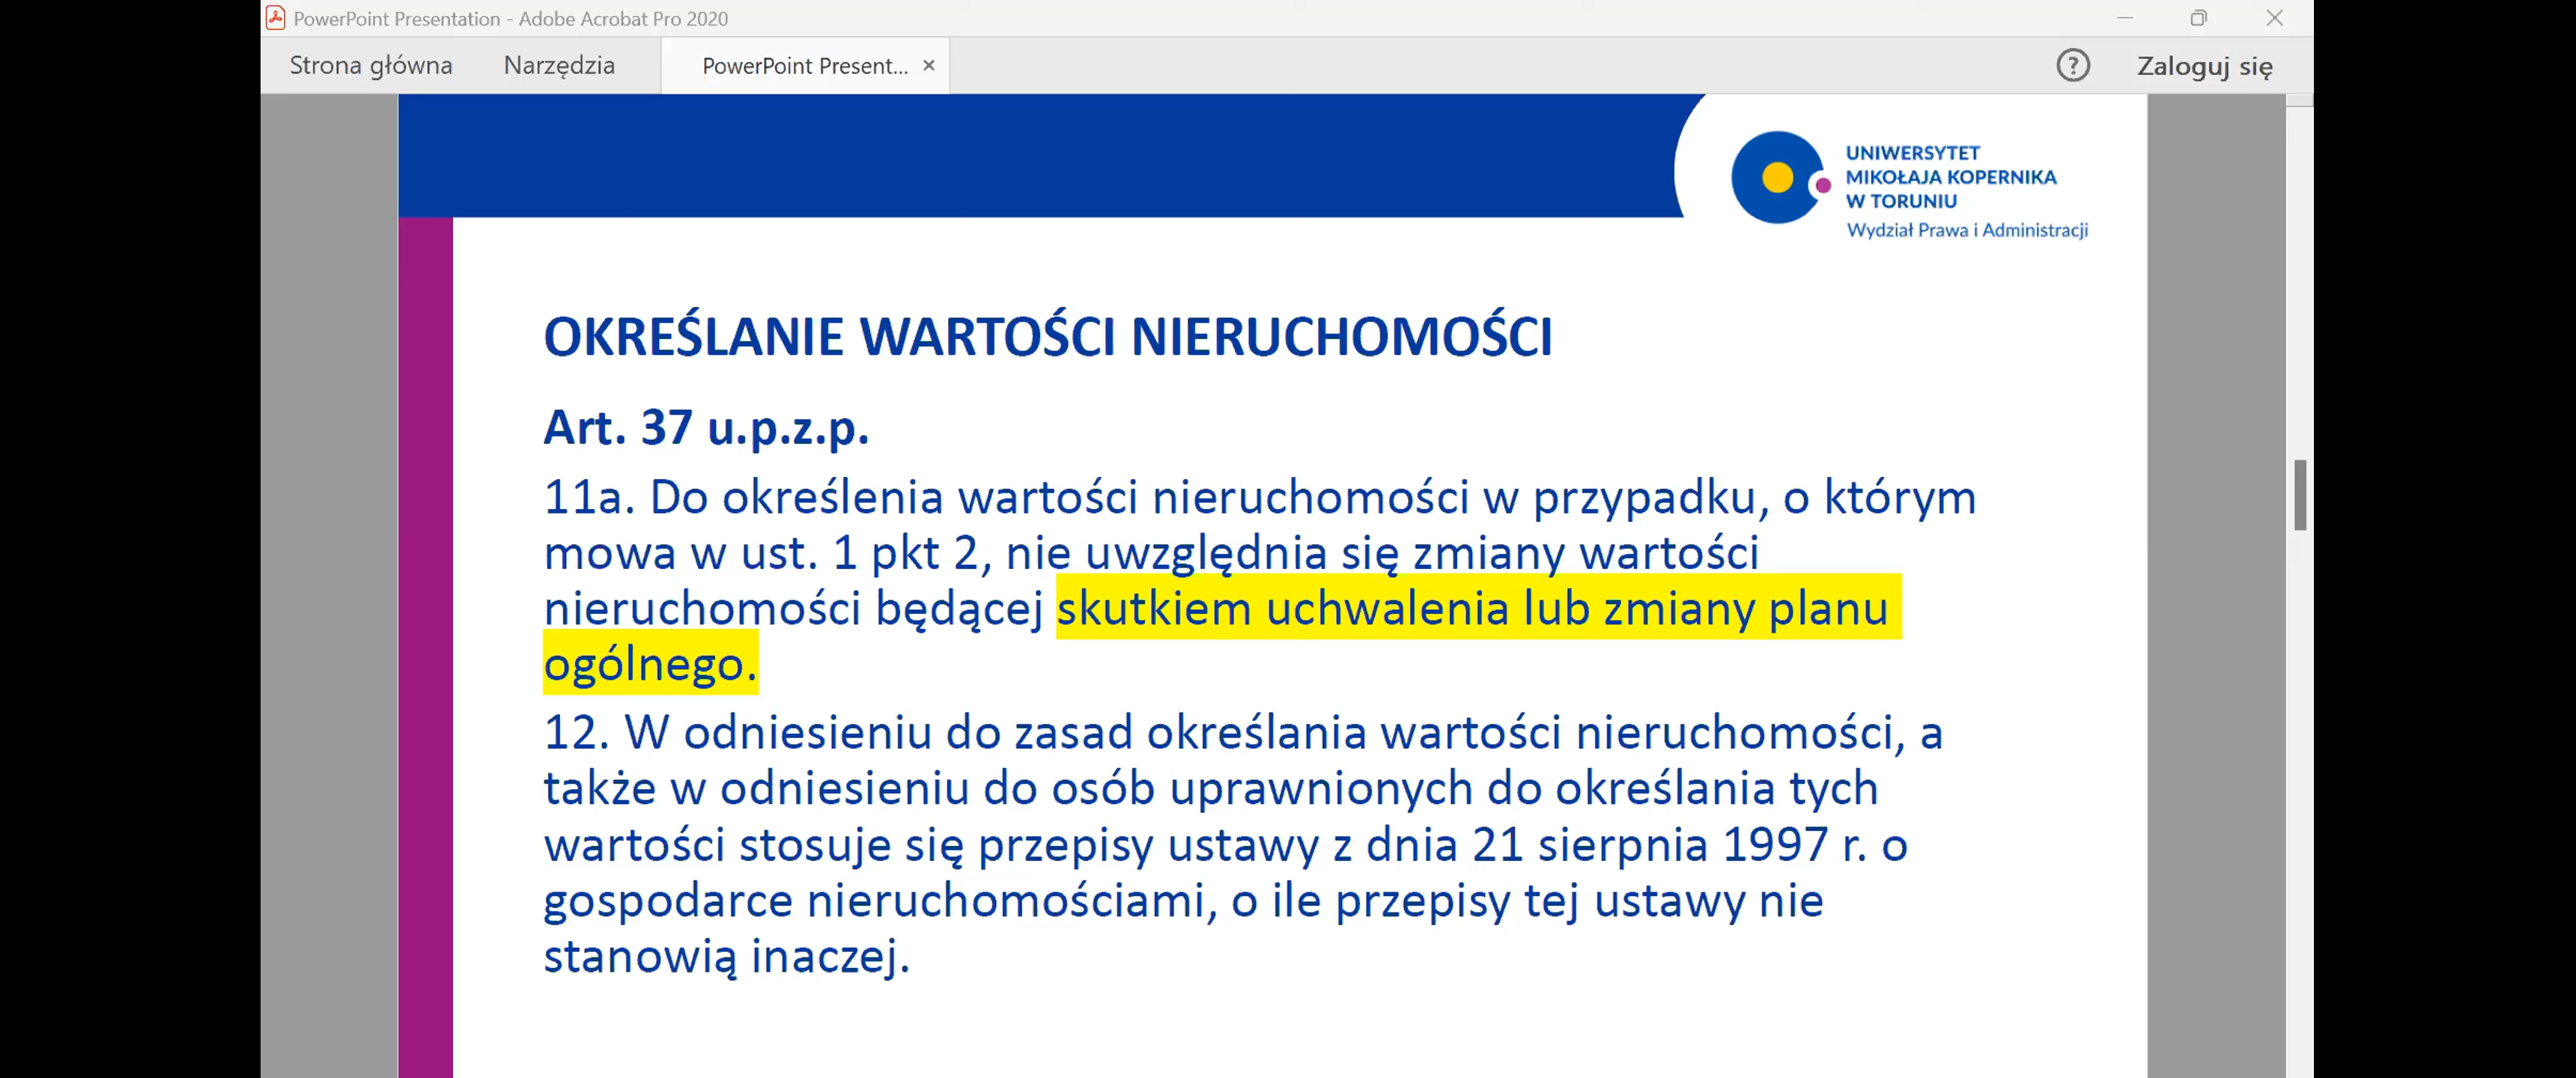 PowerPoint Presentation - Adobe Acrobat Pro 2020
Strona główna
Narzędzia
PowerPoint Present...
Zaloguj się
UNIWERSYTET
MIKOŁAJA KOPERNIKA
W TORUNIU
Wydział Prawa i Administracji
OKREŚLANIE WARTOŚCI NIERUCHOMOŚCI
Art. 37 u.p.z.p.
11a. Do określenia wartości nieruchomości w przypadku, o którym
mowa w ust. 1 pkt 2, nie uwzględnia się zmiany wartości
nieruchomości będącej skutkiem uchwalenia lub zmiany planu
ogólnego.
12. W odniesieniu do zasad określania wartości nieruchomości, a
także w odniesieniu do osób uprawnionych do określania tych
wartości stosuje się przepisy ustawy z dnia 21 sierpnia 1997 r. o
gospodarce nieruchomościami, o ile przepisy tej ustawy nie
stanowią inaczej.